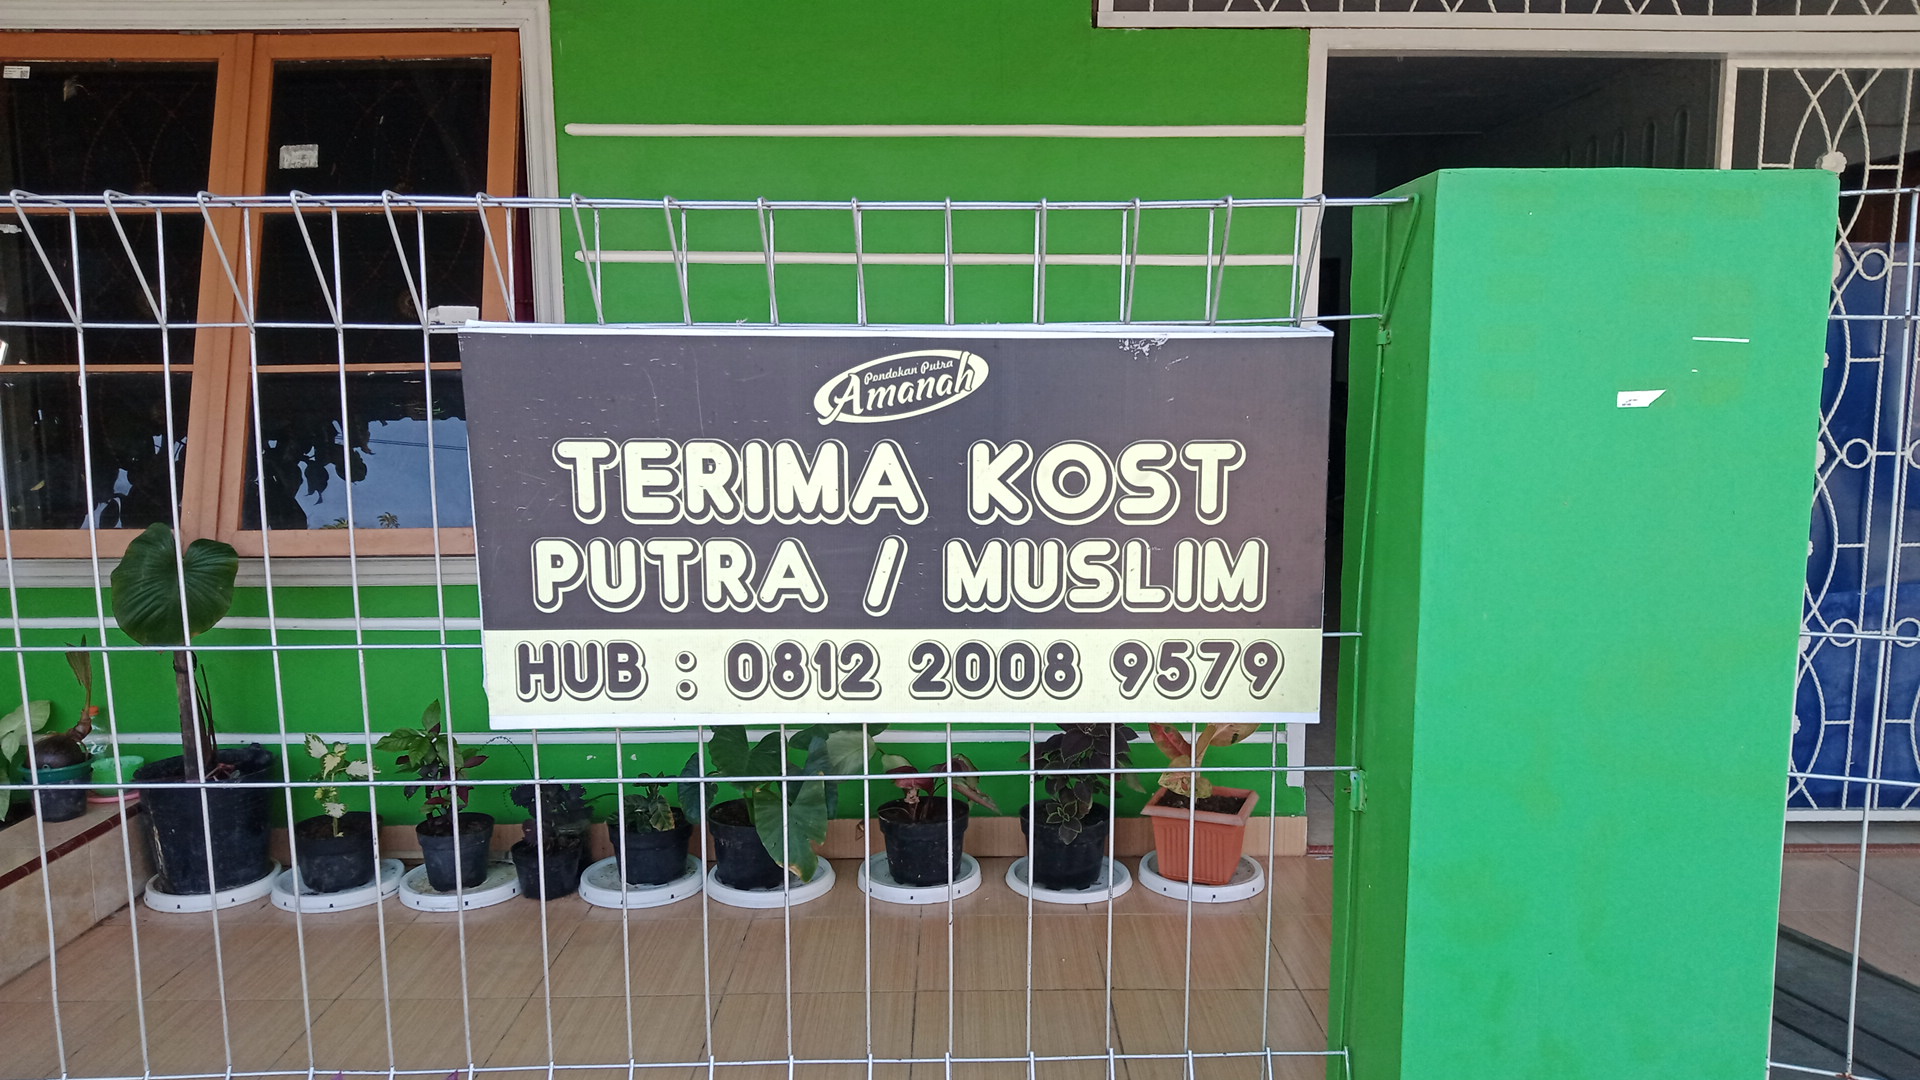 Pondokan Putra
Amanah
TERIMA KOST
PUTRA / MUSLIM
HUB : 0812 2008 9579